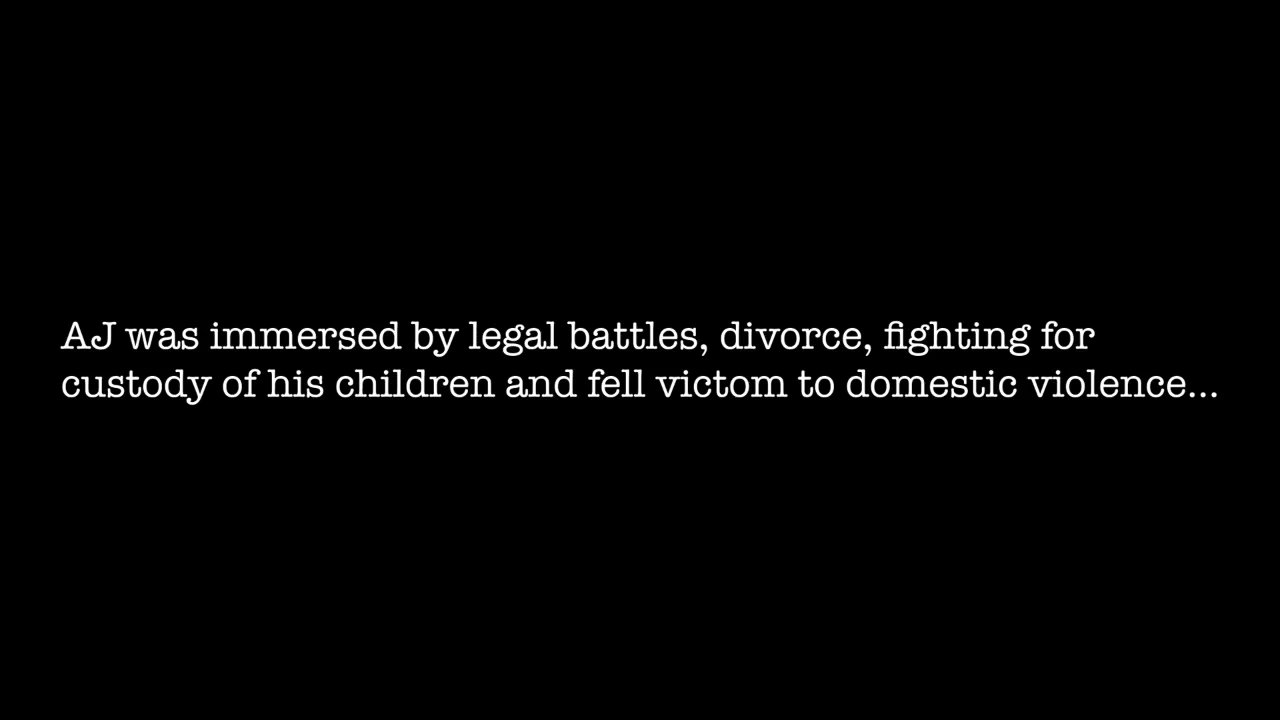 AJ was immersed by legal battles, divorce, fighting for
custody of his children and fell victom to domestic violence...